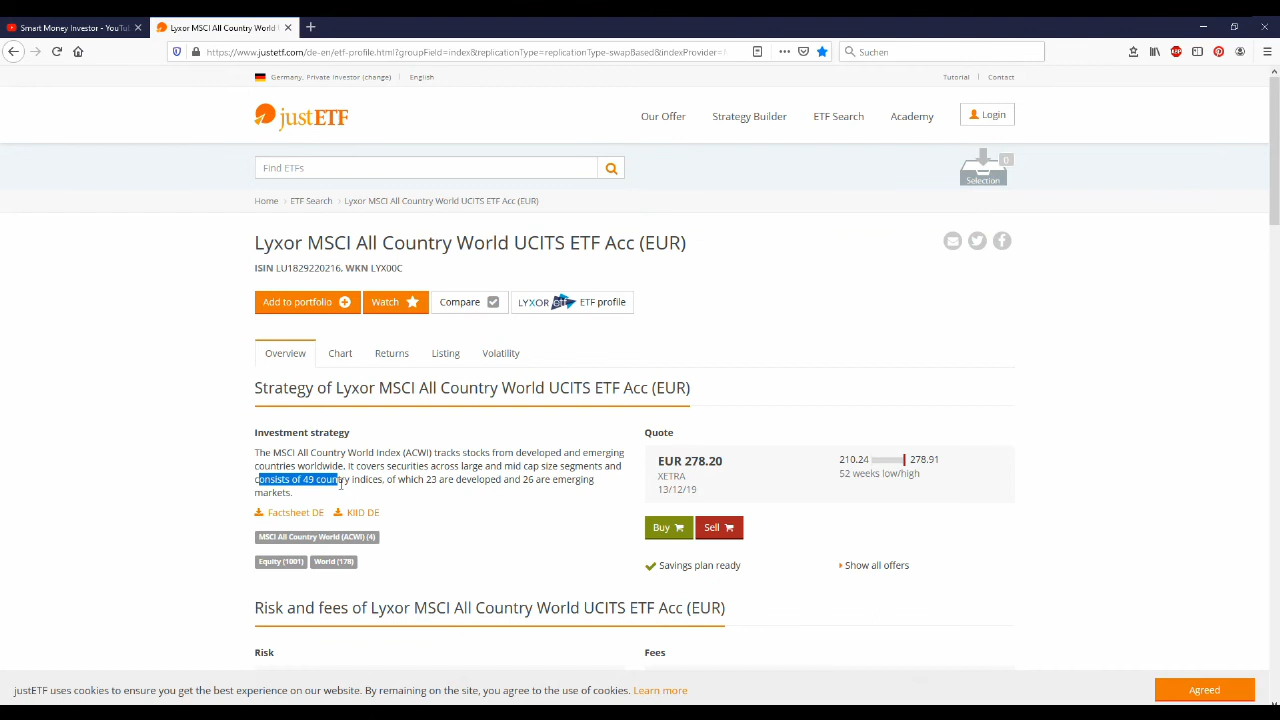 Smart Money Investor - YouTu
Lyxor MSCI All Country World
https://www.justetf.com/de-en/etf-profile.html?groupField=index&replicationType=replicationType-swapBased&indexProvider=
Suchen
Germany, Private Investor (change)
English
Tutorial
Contact
justETF
Our Offer
Strategy Builder
ETF Search
Academy
Login
Find ETFs
0
Selection
Home
ETF Search
Lyxor MSCI All Country World UCITS ETF Acc (EUR)
Lyxor MSCI All Country World UCITS ETF Acc (EUR)
ISIN LU1829220216, WKN LYX00C
Add to portfolio
Watch
Compare
LYXOR etf
ETF profile
Overview
Chart
Returns
Listing
Volatility
Strategy of Lyxor MSCI All Country World UCITS ETF Acc (EUR)
Investment strategy
The MSCI All Country World Index (ACWI) tracks stocks from developed and emerging
countries worldwide. It covers securities across large and mid cap size segments and
consists of 49 country indices, of which 23 are developed and 26 are emerging
markets.
Factsheet DE
KIID DE
MSCI All Country World (ACWI) (4)
Equity (1001)
World (178)
Quote
EUR 278.20
XETRA
13/12/19
210.24
278.91
52 weeks low/high
Buy
Sell
Savings plan ready
Show all offers
Risk and fees of Lyxor MSCI All Country World UCITS ETF Acc (EUR)
Risk
Fees
justETF uses cookies to ensure you get the best experience on our website. By remaining on the site, you agree to the use of cookies. Learn more
Agreed